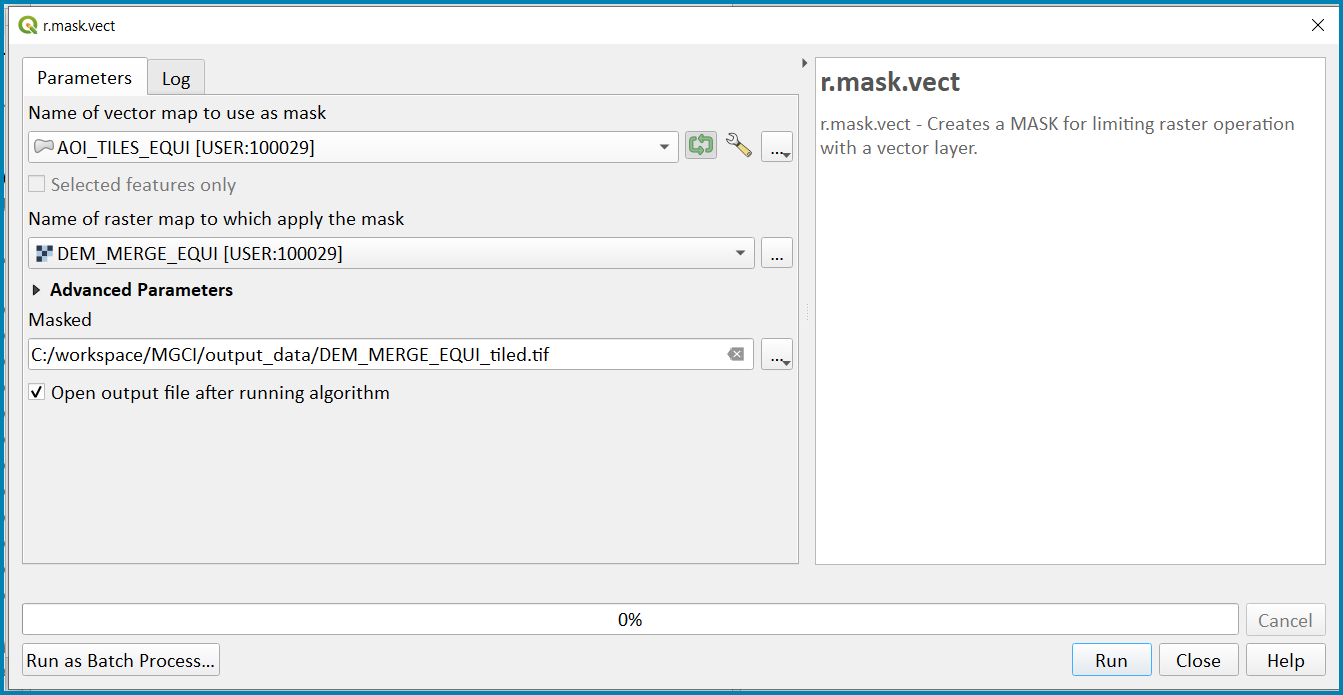 r.mask.vect
Parameters
Log
Name of vector map to use as mask
AOI_TILES_EQUI [USER:100029]
...
Selected features only
Name of raster map to which apply the mask
DEM_MERGE_EQUI [USER:100029]
...
Advanced Parameters
Masked
C:/workspace/MGCI/output_data/DEM_MERGE_EQUI_tiled.tif
...
Open output file after running algorithm
r.mask.vect
r.mask.vect - Creates a MASK for limiting raster operation
with a vector layer.
0%
Cancel
Run as Batch Process...
Run
Close
Help